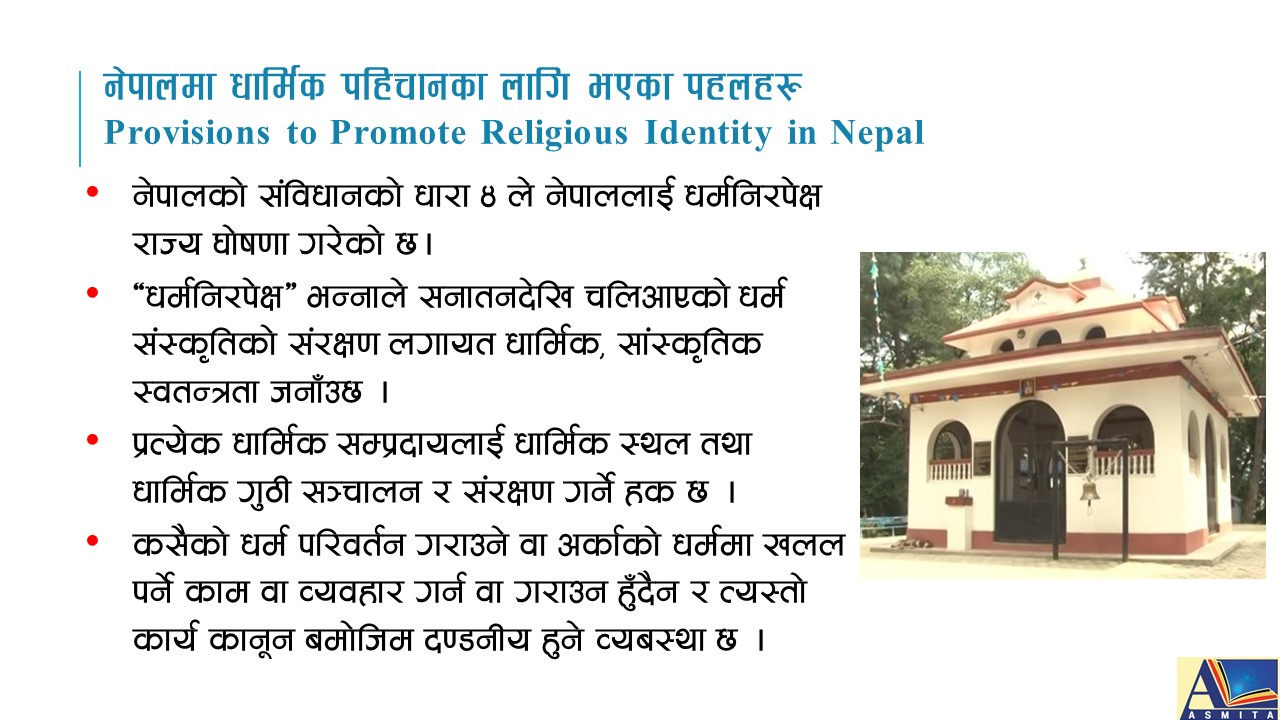 नेपालमा धार्मिक पहिचानका लागि भएका पहलहरू
Provisions to Promote Religious Identity in Nepal
• नेपालको संविधानको धारा ४ ले नेपाललाई धर्मनिरपेक्ष
राज्य घोषणा गरेको छ।
• “धर्मनिरपेक्ष” भन्नाले सनातनदेखि चलिआएको धर्म
संस्कृतिको संरक्षण लगायत धार्मिक, सांस्कृतिक
स्वतन्त्रता जनाँउछ ।
• प्रत्येक धार्मिक सम्प्रदायलाई धार्मिक स्थल तथा
धार्मिक गुठी सञ्चालन र संरक्षण गर्ने हक छ ।
• कसैको धर्म परिवर्तन गराउने वा अर्काको धर्ममा खलल
पर्ने काम वा व्यवहार गर्न वा गराउन हुँदैन र त्यस्तो
कार्य कानून बमोजिम दण्डनीय हुने व्यबस्था छ ।
ASMITA